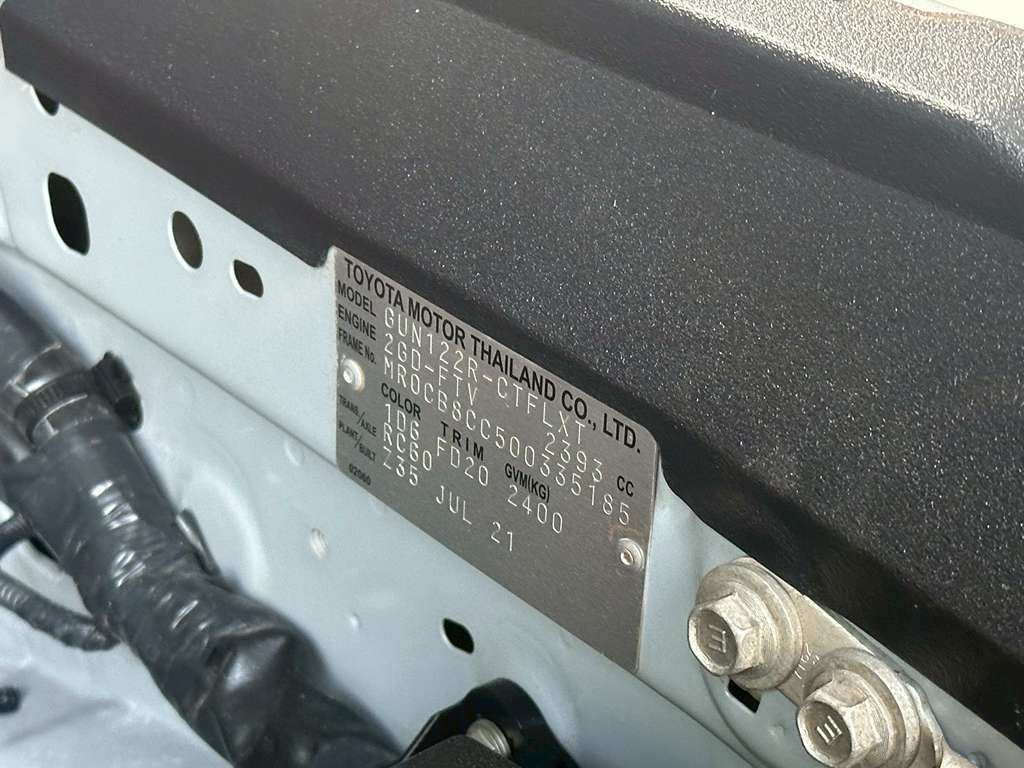 TOYOTA MOTOR THAILAND CO., LTD.
MODEL GUN122R-CTFLXT
ENGINE 2GD-FTV 2393 CC
FRAME NO. MR0CB8CC500335185
COLOR TRIM GVM(KG)
1D6 FD20 2400
TRANS/AXLE RC60
PLANT/BUILT Z35 JUL 21
62060